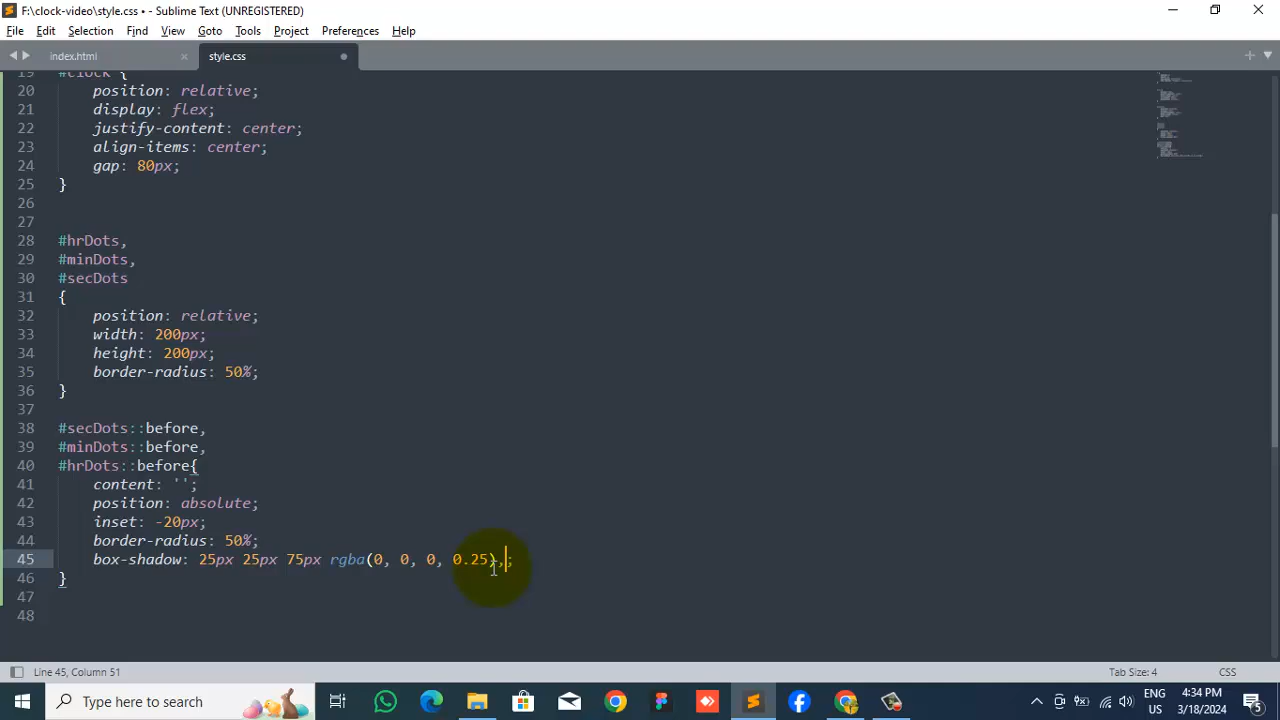 F:\clock-video\style.css • - Sublime Text (UNREGISTERED)
File Edit Selection Find View Goto Tools Project Preferences Help
index.html style.css
19 #clock {
20 position: relative;
21 display: flex;
22 justify-content: center;
23 align-items: center;
24 gap: 80px;
25 }
26
27
28 #hrDots,
29 #minDots,
30 #secDots
31 {
32 position: relative;
33 width: 200px;
34 height: 200px;
35 border-radius: 50%;
36 }
37
38 #secDots::before,
39 #minDots::before,
40 #hrDots::before{
41 content: '';
42 position: absolute;
43 inset: -20px;
44 border-radius: 50%;
45 box-shadow: 25px 25px 75px rgba(0, 0, 0, 0.25),;
46 }
47
48
Line 45, Column 51 Tab Size: 4 CSS
Type here to search ENG US 4:34 PM 3/18/2024 5